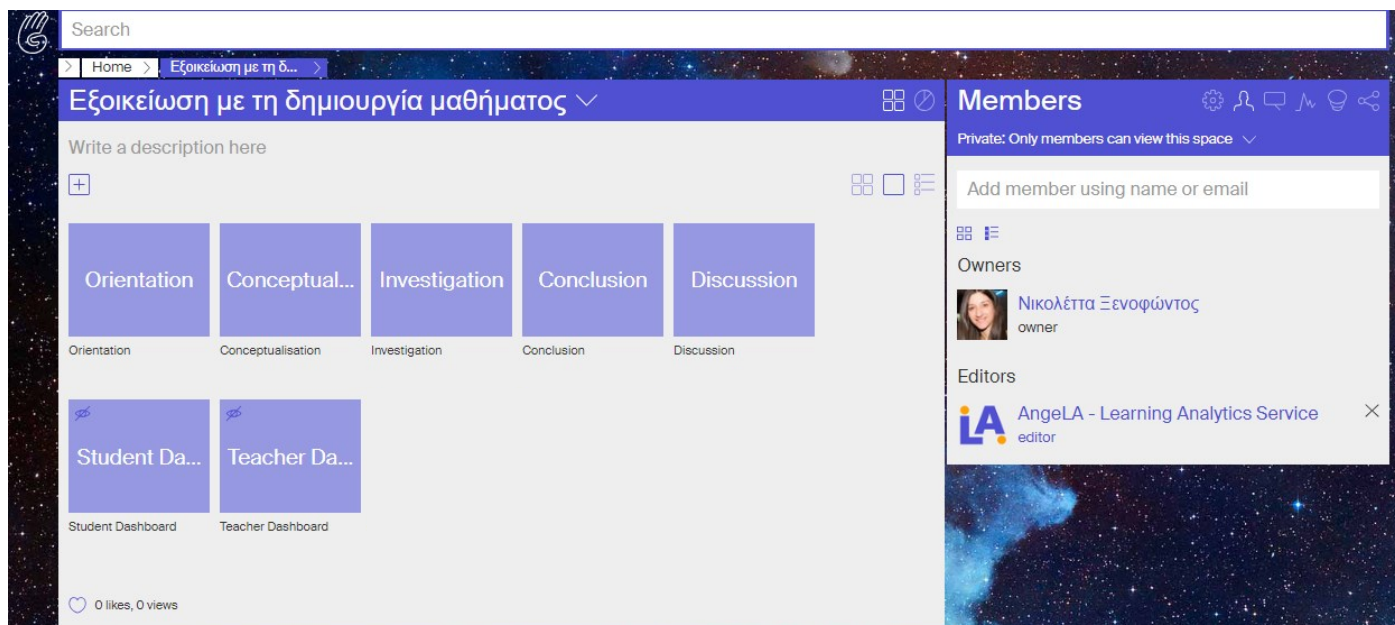 Search
Home
Εξοικείωση με τη δ...
Εξοικείωση με τη δημιουργία μαθήματος
Write a description here
Orientation
Conceptual...
Investigation
Conclusion
Discussion
Orientation
Conceptualisation
Investigation
Conclusion
Discussion
Student Da...
Teacher Da...
Student Dashboard
Teacher Dashboard
0 likes, 0 views
Members
Private: Only members can view this space
Add member using name or email
Owners
Νικολέττα Ξενοφώντος
owner
Editors
LA
AngeLA - Learning Analytics Service
editor